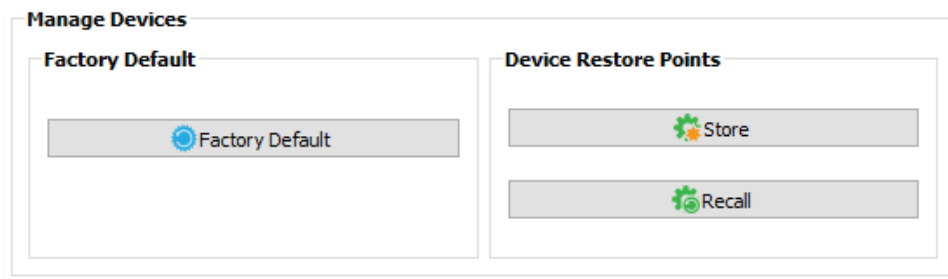 Manage Devices
Factory Default
Device Restore Points
Factory Default
Store
Recall